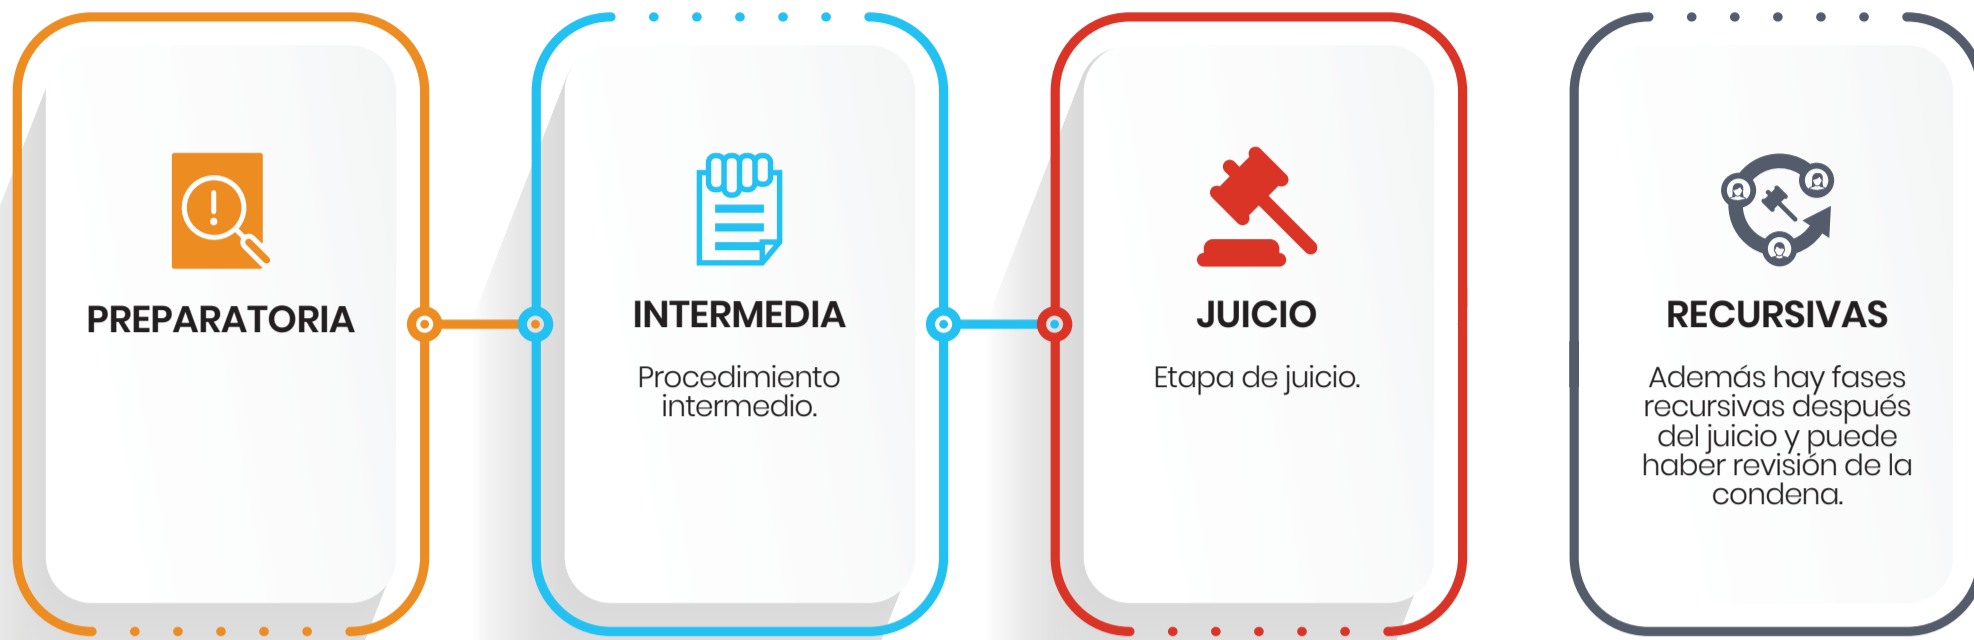 PREPARATORIA
INTERMEDIA
Procedimiento
intermedio.
JUICIO
Etapa de juicio.
RECURSIVAS
Además hay fases
recursivas después
del juicio y puede
haber revisión de la
condena.